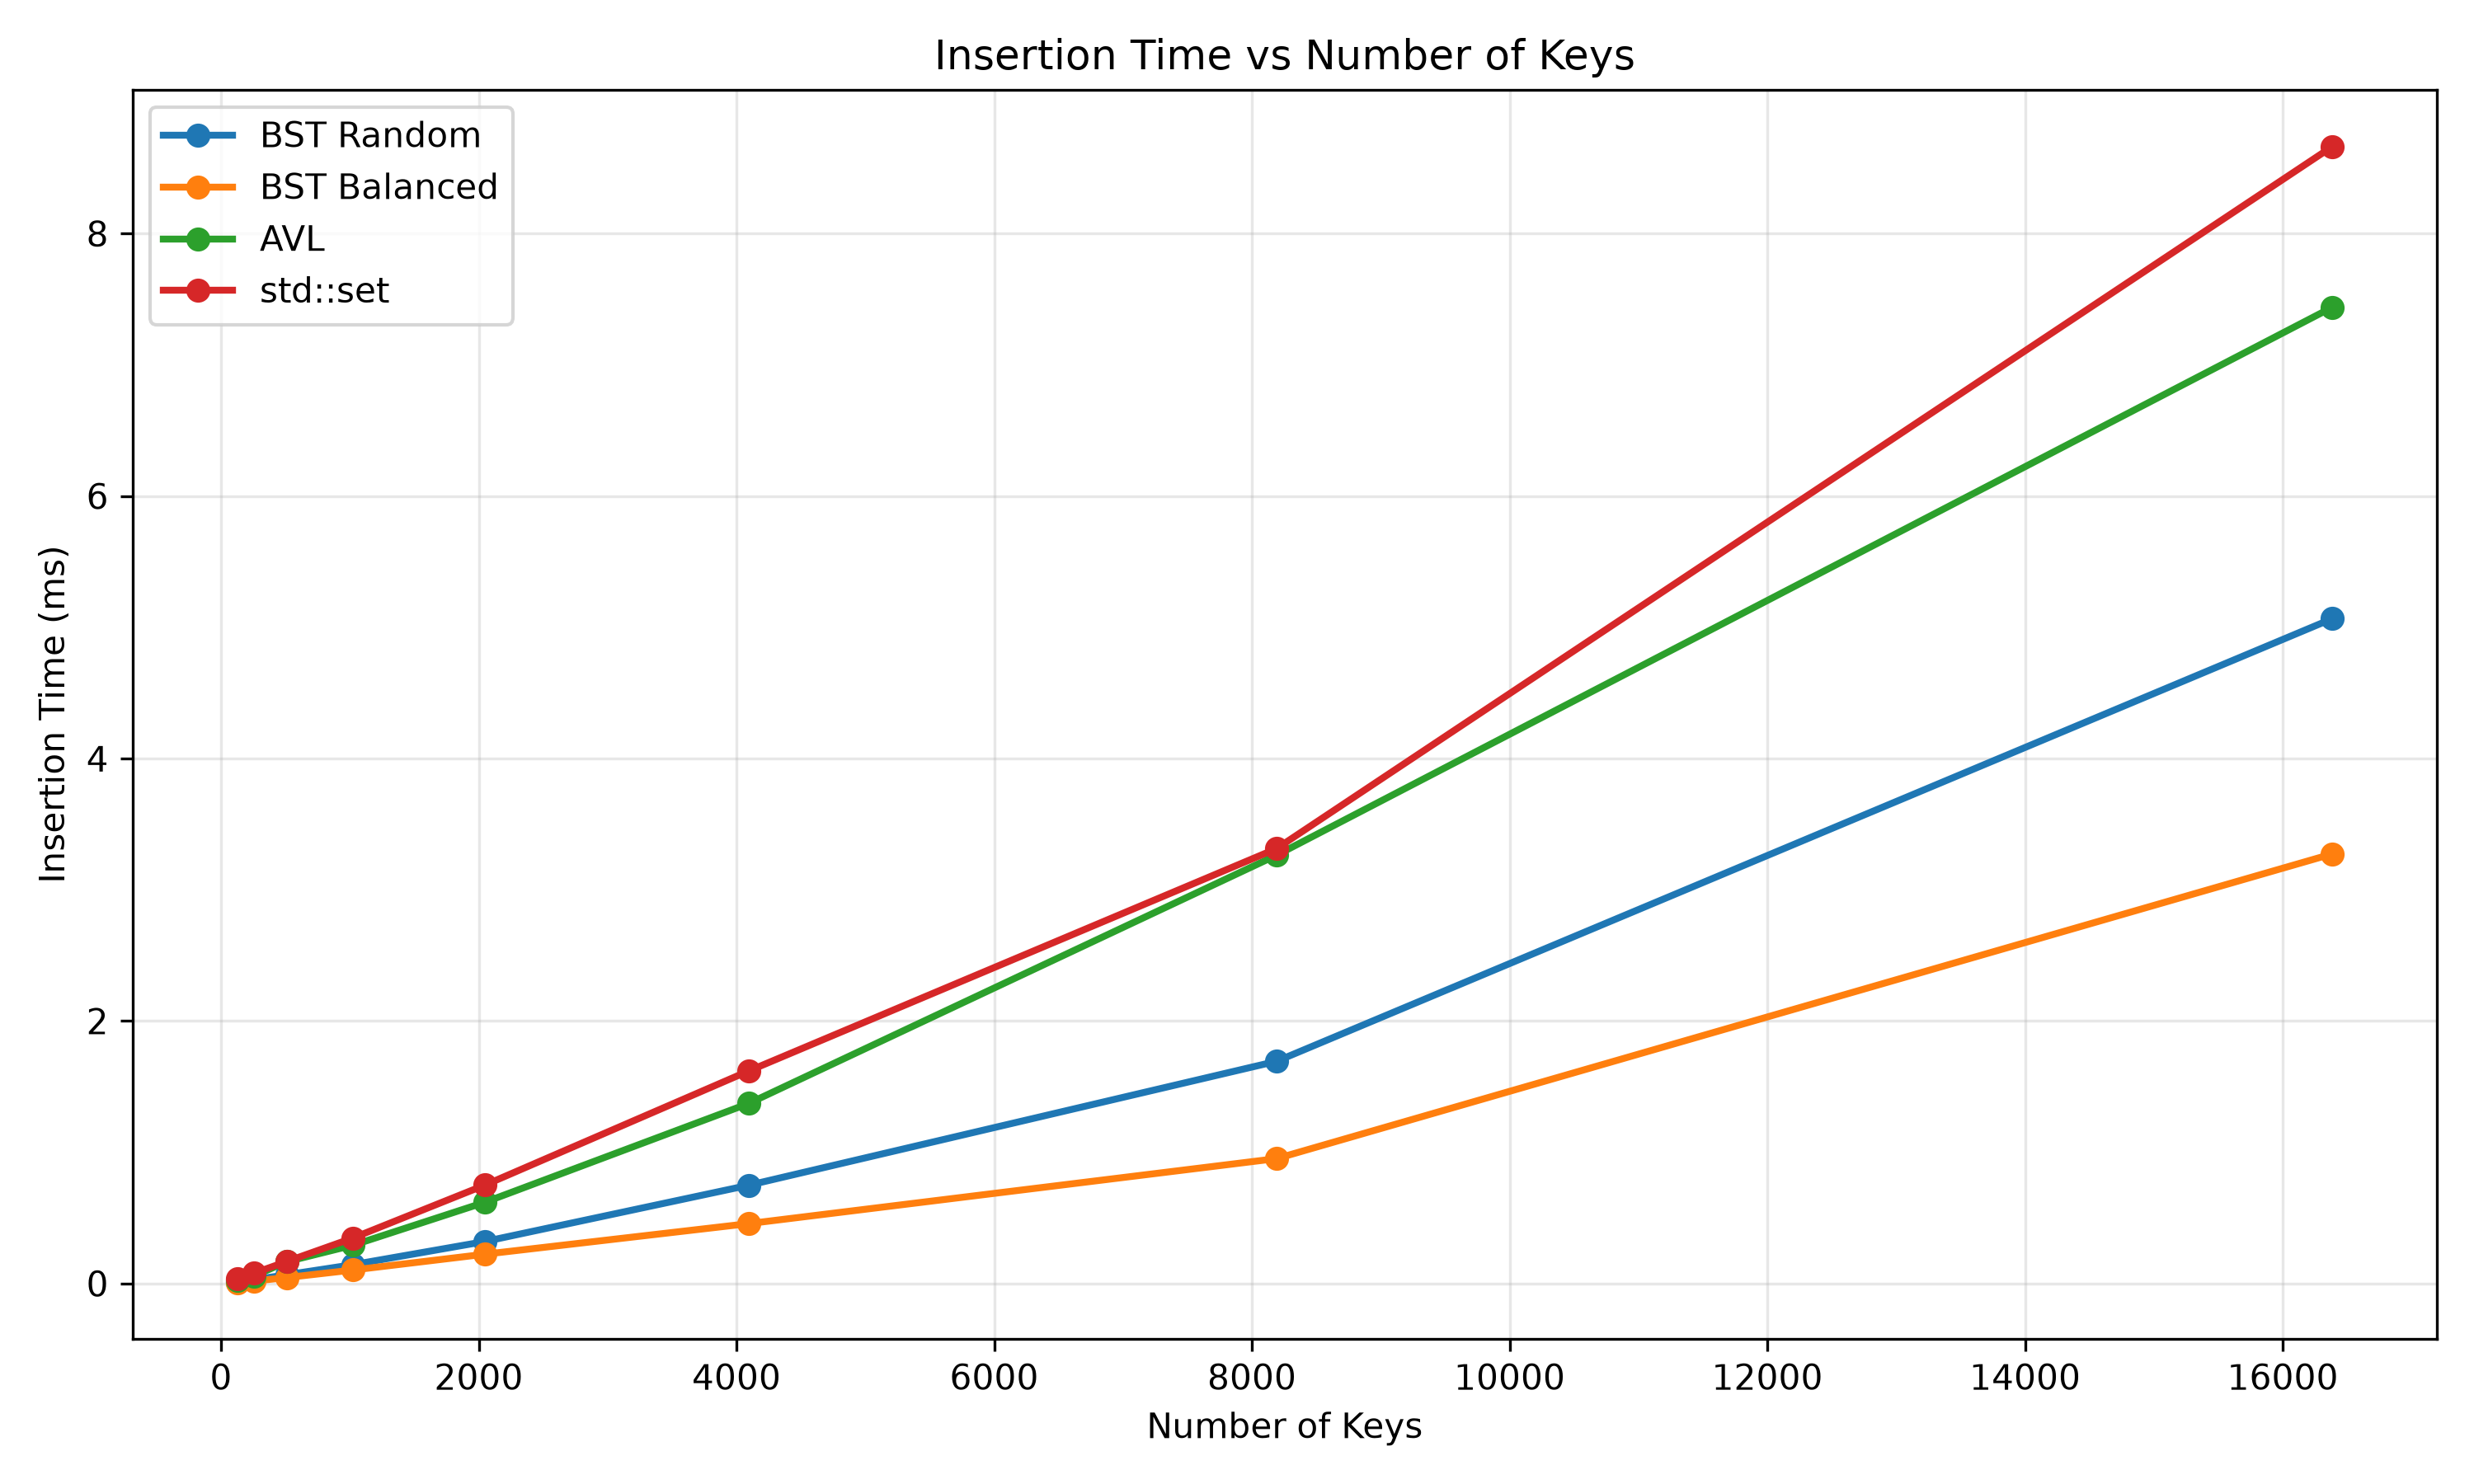 Insertion Time vs Number of Keys
BST Random
BST Balanced
AVL
std::set
Insertion Time (ms)
8
6
4
2
0
0 2000 4000 6000 8000 10000 12000 14000 16000
Number of Keys